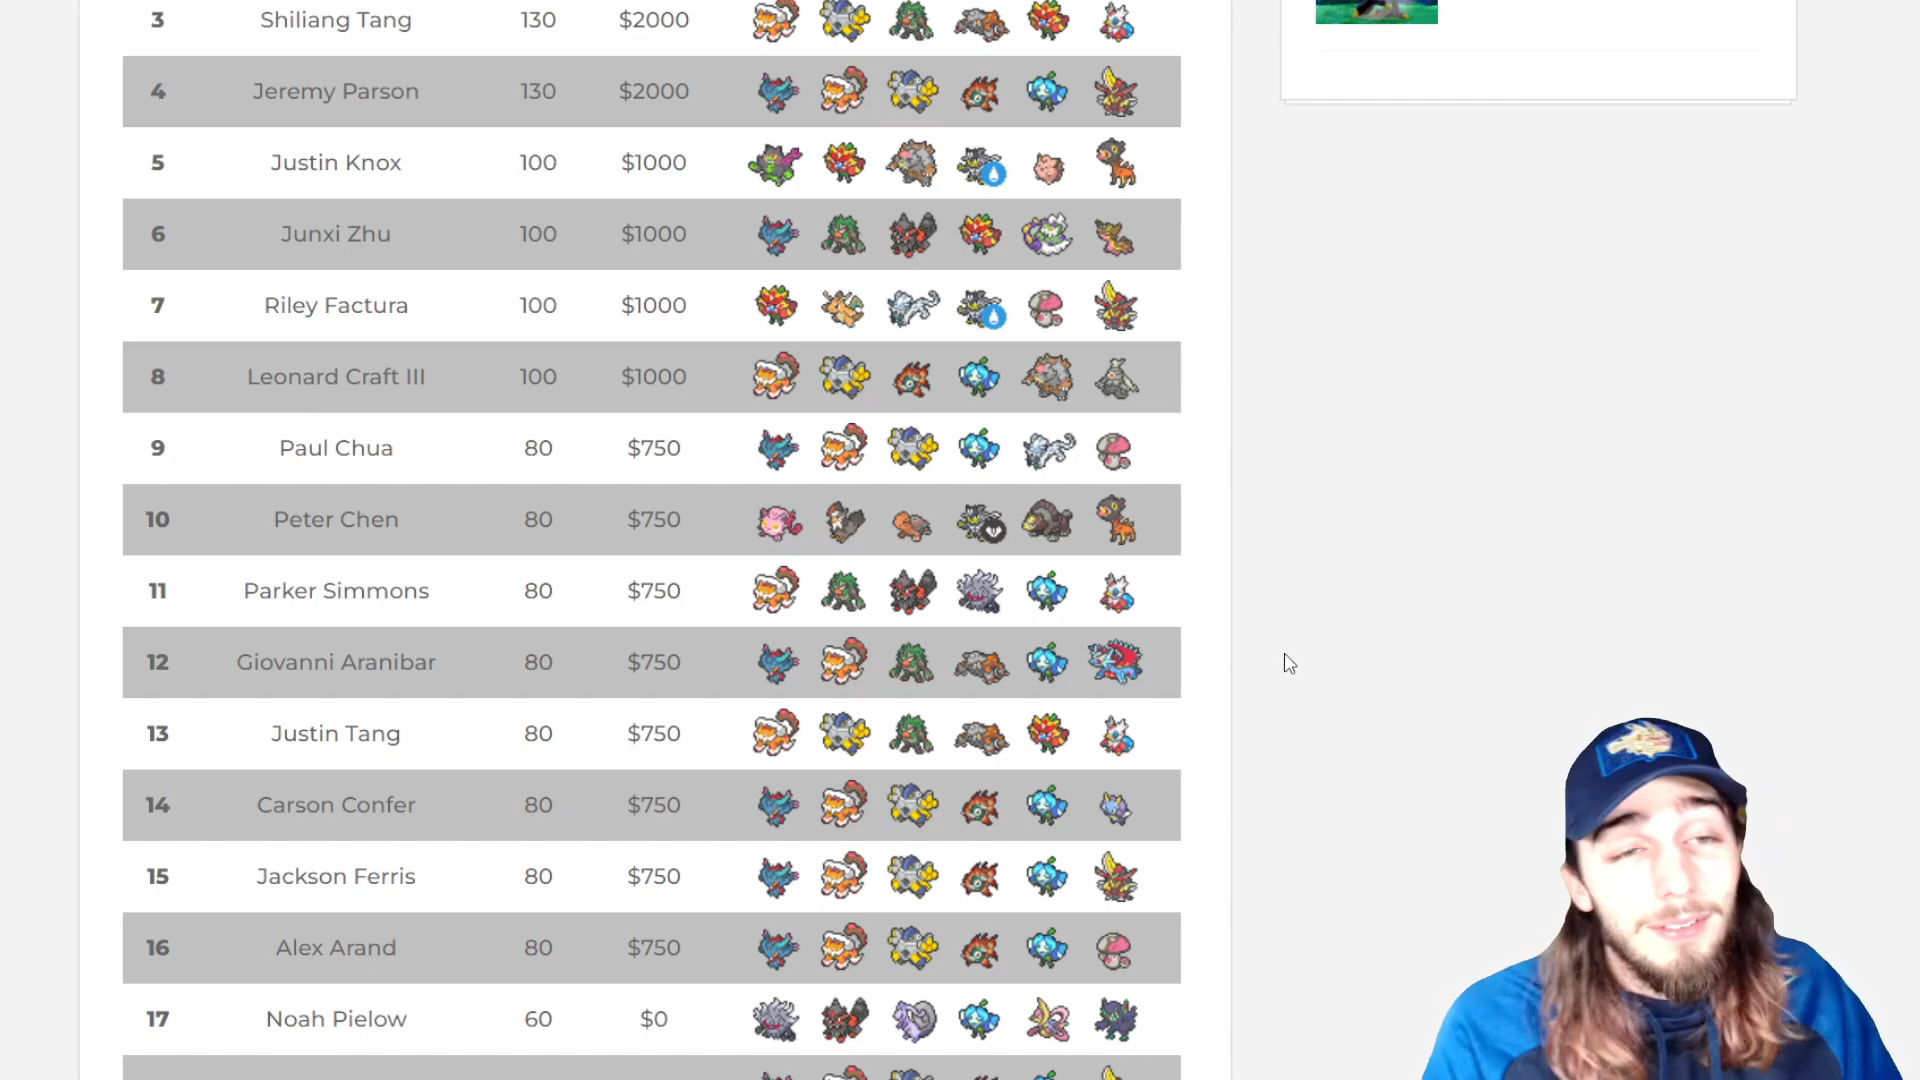 3 Shiliang Tang 130 $2000
4 Jeremy Parson 130 $2000
5 Justin Knox 100 $1000
6 Junxi Zhu 100 $1000
7 Riley Factura 100 $1000
8 Leonard Craft III 100 $1000
9 Paul Chua 80 $750
10 Peter Chen 80 $750
11 Parker Simmons 80 $750
12 Giovanni Aranibar 80 $750
13 Justin Tang 80 $750
14 Carson Confer 80 $750
15 Jackson Ferris 80 $750
16 Alex Arand 80 $750
17 Noah Pielow 60 $0